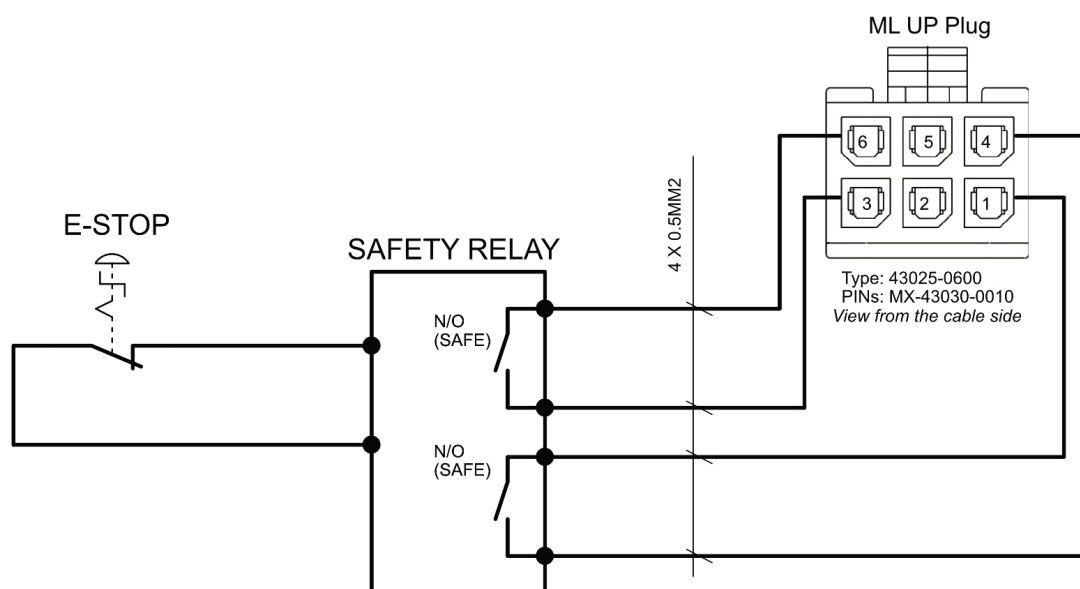 ML UP Plug
6
5
4
3
2
1
4 X 0.5MM2
E-STOP
SAFETY RELAY
Type: 43025-0600
PINs: MX-43030-0010
View from the cable side
N/O
(SAFE)
N/O
(SAFE)